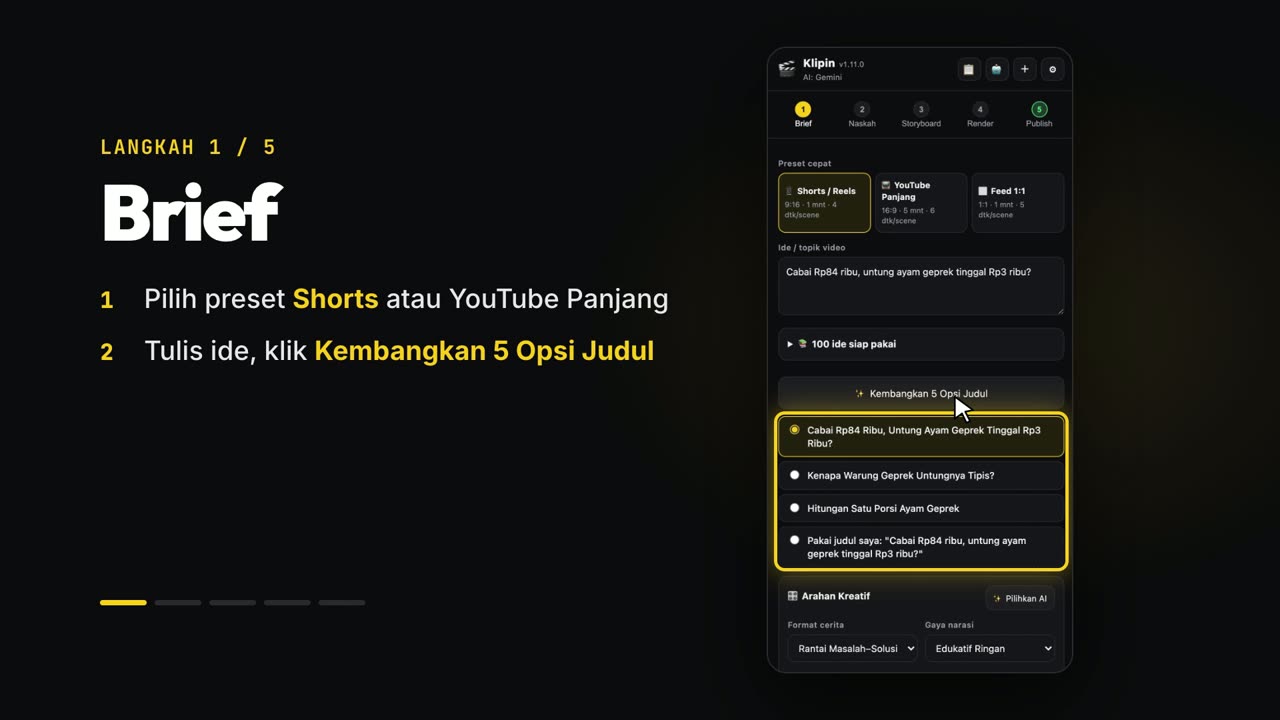 LANGKAH 1 / 5
Brief
1 Pilih preset Shorts atau YouTube Panjang
2 Tulis ide, klik Kembangkan 5 Opsi Judul
Klipin v1.11.0
AI: Gemini
1 2 3 4 5
Brief Naskah Storyboard Render Publish
Preset cepat
Shorts / Reels
9:16 · 1 mnt · 4
dtk/scene
YouTube
Panjang
16:9 · 5 mnt · 6
dtk/scene
Feed 1:1
1:1 · 1 mnt · 5
dtk/scene
Ide / topik video
Cabai Rp84 ribu, untung ayam geprek tinggal Rp3 ribu?
100 ide siap pakai
Kembangkan 5 Opsi Judul
Cabai Rp84 Ribu, Untung Ayam Geprek Tinggal Rp3
Ribu?
Kenapa Warung Geprek Untungnya Tipis?
Hitungan Satu Porsi Ayam Geprek
Pakai judul saya: "Cabai Rp84 ribu, untung ayam
geprek tinggal Rp3 ribu?"
Arahan Kreatif
Pilihkan AI
Format cerita
Gaya narasi
Rantai Masalah–Solusi
Edukatif Ringan